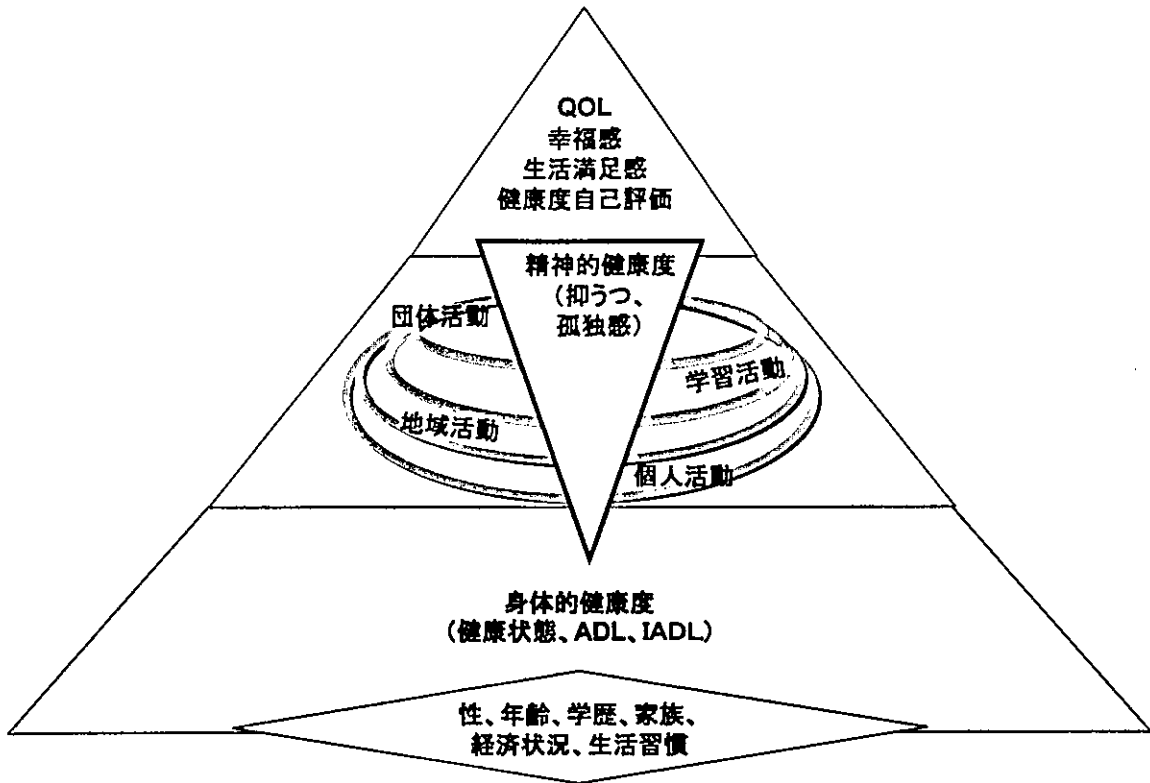 QOL
幸福感
生活満足感
健康度自己評価
精神的健康度
(抑うつ、
孤独感)
団体活動
学習活動
地域活動
個人活動
身体的健康度
(健康状態、ADL、IADL)
性、年齢、学歴、家族、
経済状況、生活習慣